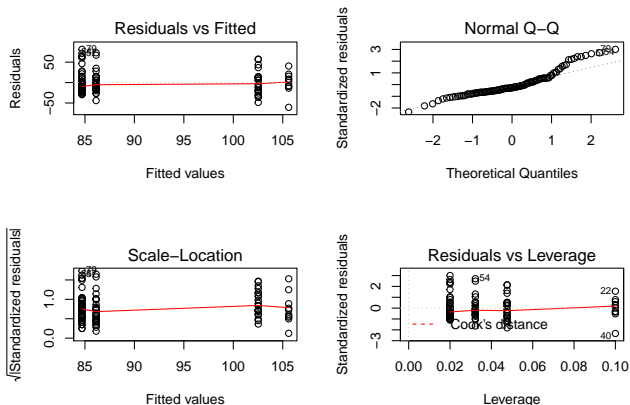 Residuals vs Fitted
Residuals
50
−50
79
85 90 95 100 105
Fitted values
Normal Q−Q
Standardized residuals
3
1
−2
79
−2 −1 0 1 2
Theoretical Quantiles
Scale−Location
√|Standardized residuals|
1.0
0.0
79
85 90 95 100 105
Fitted values
Residuals vs Leverage
Standardized residuals
2
0
−3
54
22
Cook's distance
40
0.00 0.02 0.04 0.06 0.08 0.10
Leverage